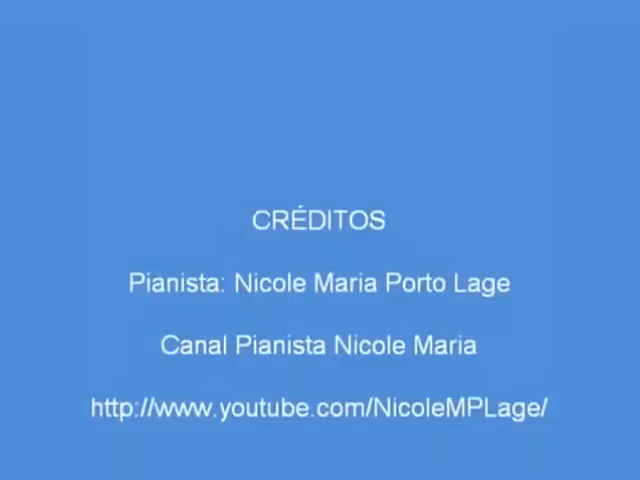 CRÉDITOS
Pianista: Nicole Maria Porto Lage
Canal Pianista Nicole Maria
http://www.youtube.com/NicoleMPLage/